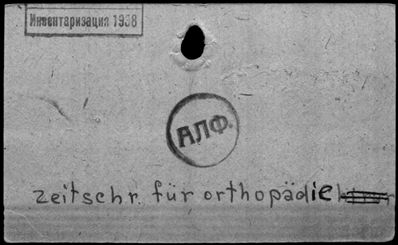 Инвентаризация 1938
АЛФ.
zeitschr. für orthopädie